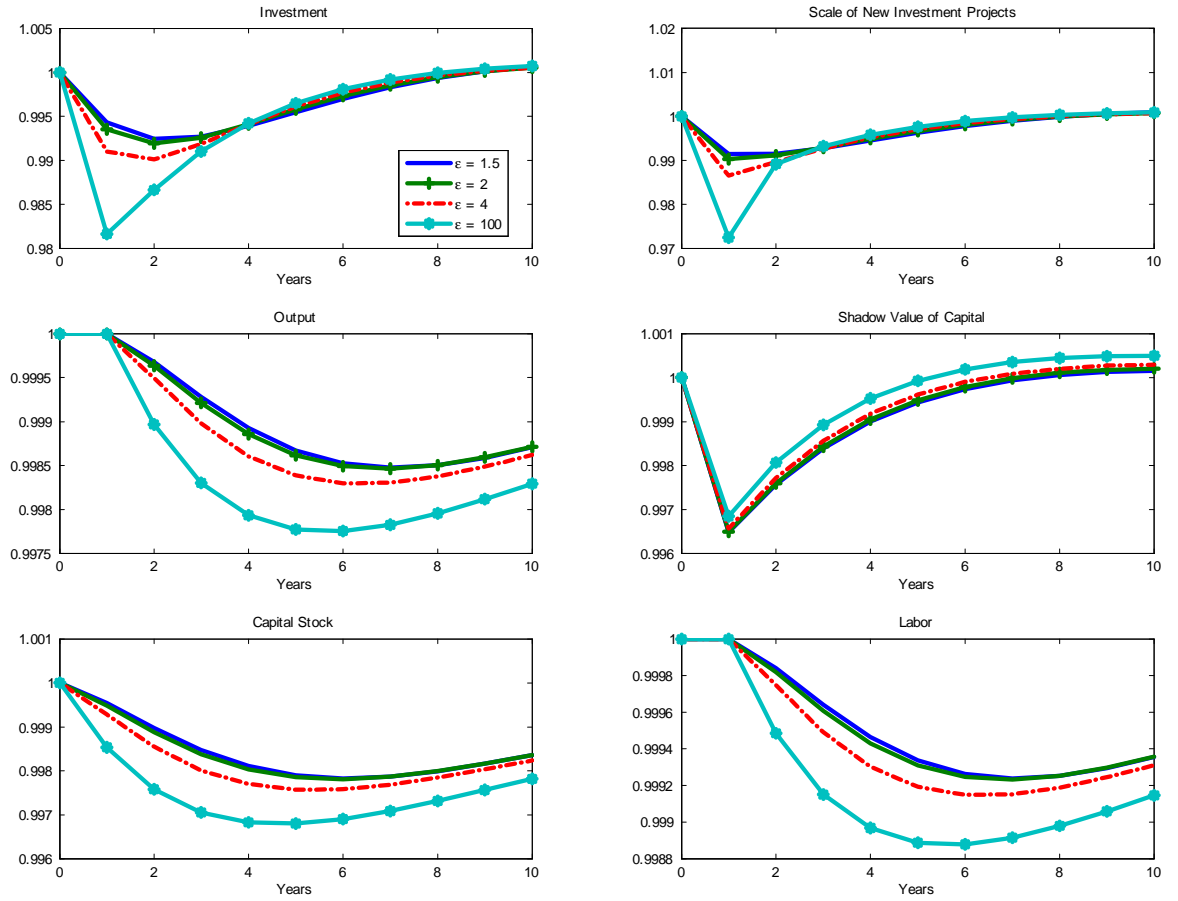 Investment
1.005
1
0.995
0.99
0.985
0.98
0 2 4 6 8 10
Years
ε = 1.5
ε = 2
ε = 4
ε = 100
Scale of New Investment Projects
1.02
1.01
1
0.99
0.98
0.97
0 2 4 6 8 10
Years
Output
1
0.9995
0.999
0.9985
0.998
0.9975
0 2 4 6 8 10
Years
Shadow Value of Capital
1.001
1
0.999
0.998
0.997
0.996
0 2 4 6 8 10
Years
Capital Stock
1.001
1
0.999
0.998
0.997
0.996
0 2 4 6 8 10
Years
Labor
1
0.9998
0.9996
0.9994
0.9992
0.999
0.9988
0 2 4 6 8 10
Years